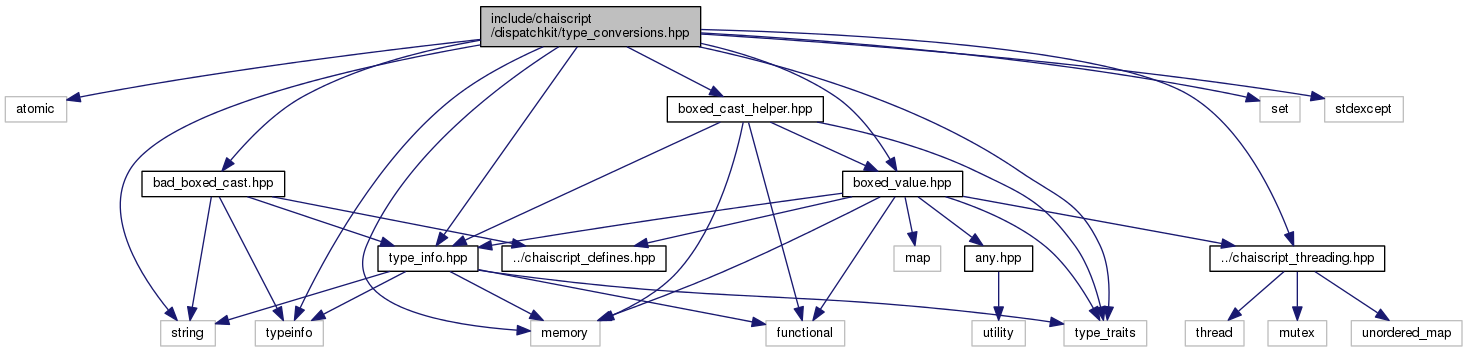 include/chaiscript
/dispatchkit/type_conversions.hpp
atomic
boxed_cast_helper.hpp
set
stdexcept
bad_boxed_cast.hpp
boxed_value.hpp
type_info.hpp
../chaiscript_defines.hpp
map
any.hpp
../chaiscript_threading.hpp
string
typeinfo
memory
functional
utility
type_traits
thread
mutex
unordered_map